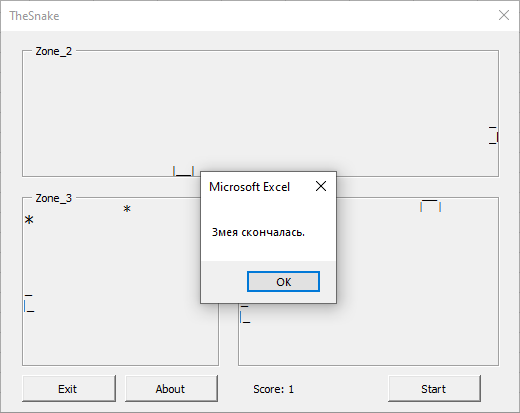 TheSnake
Zone_2
Microsoft Excel
Змея скончалась.
OK
Zone_3
*
*
Exit
About
Score: 1
Start